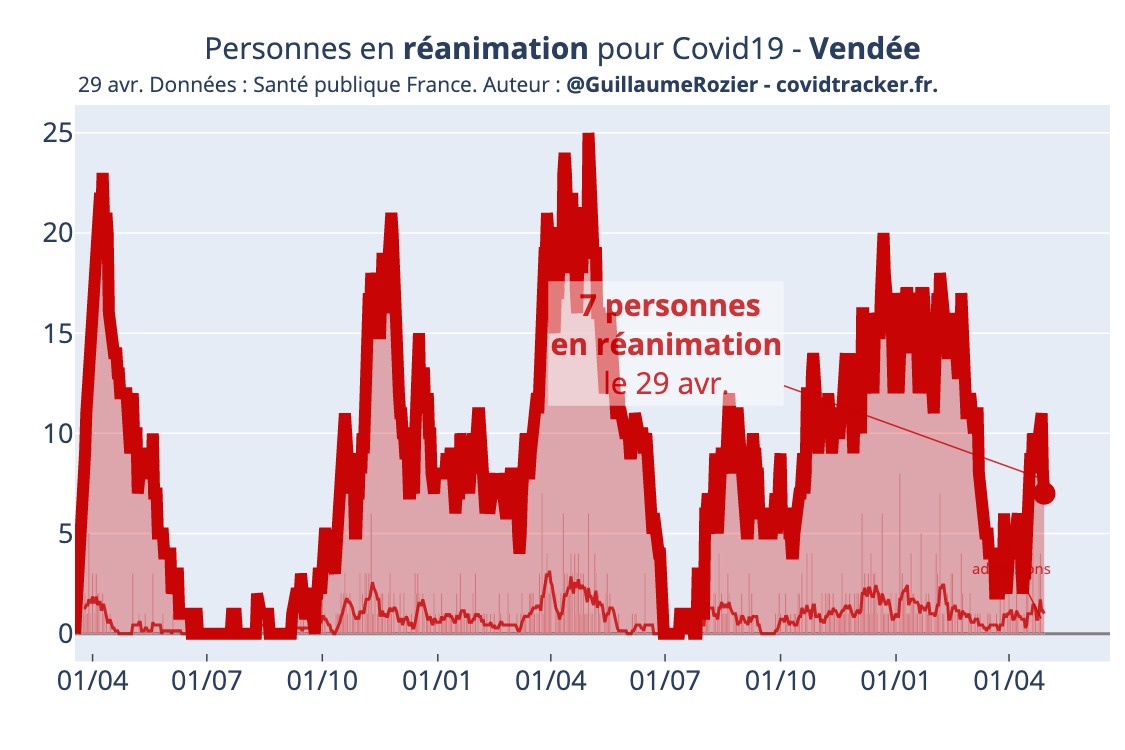 Personnes en réanimation pour Covid19 - Vendée
29 avr. Données : Santé publique France. Auteur : @GuillaumeRozier - covidtracker.fr.
25
20
15
10
5
0
7 personnes
en réanimation
le 29 avr.
01/04 01/07 01/10 01/01 01/04 01/07 01/10 01/01 01/04